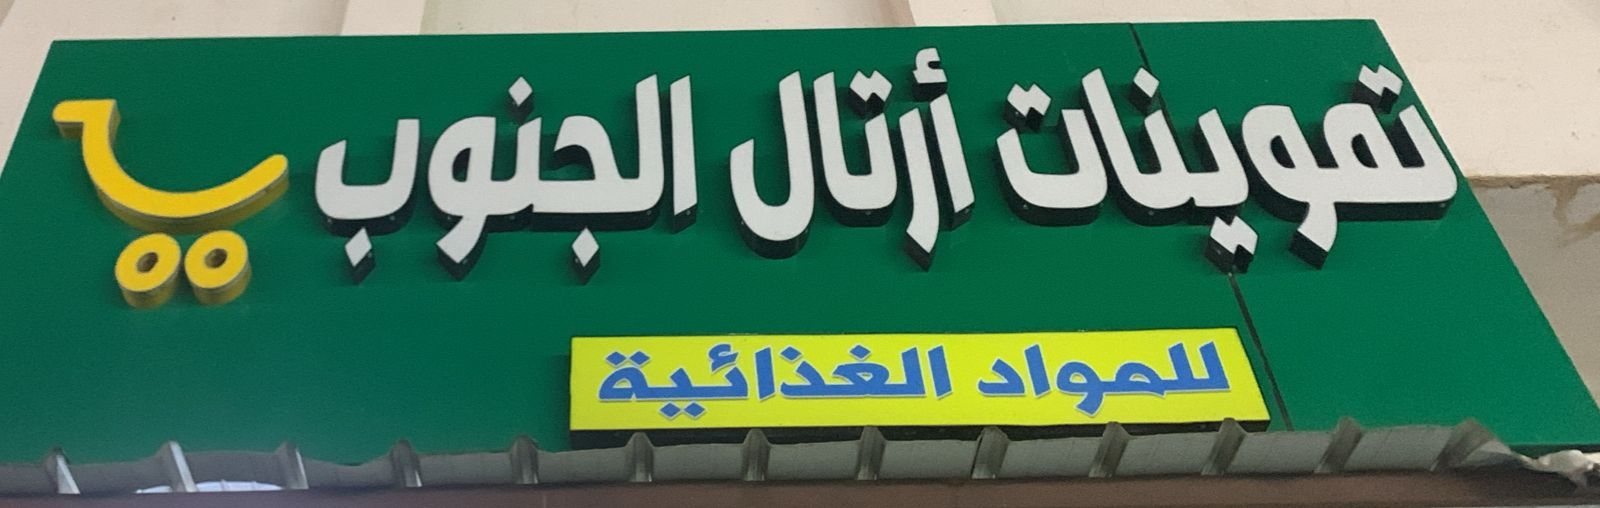 تموينات أرتال الجنوب
للمواد الغذائية